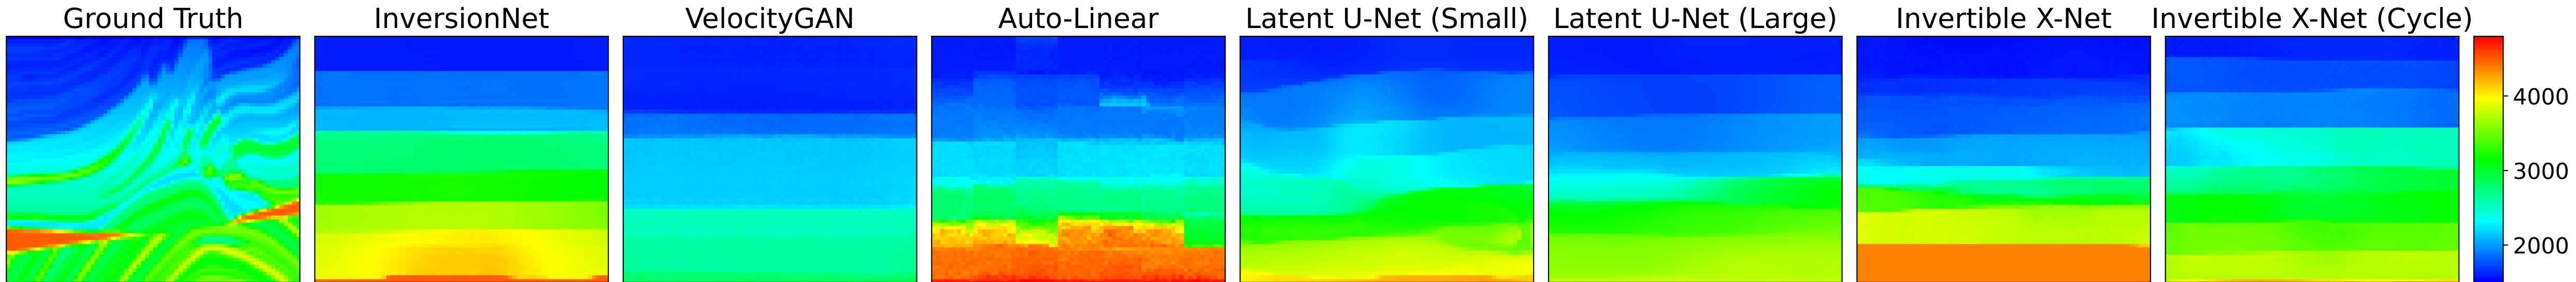 Ground Truth
InversionNet
VelocityGAN
Auto-Linear
Latent U-Net (Small)
Latent U-Net (Large)
Invertible X-Net
Invertible X-Net (Cycle)
4000
3000
2000